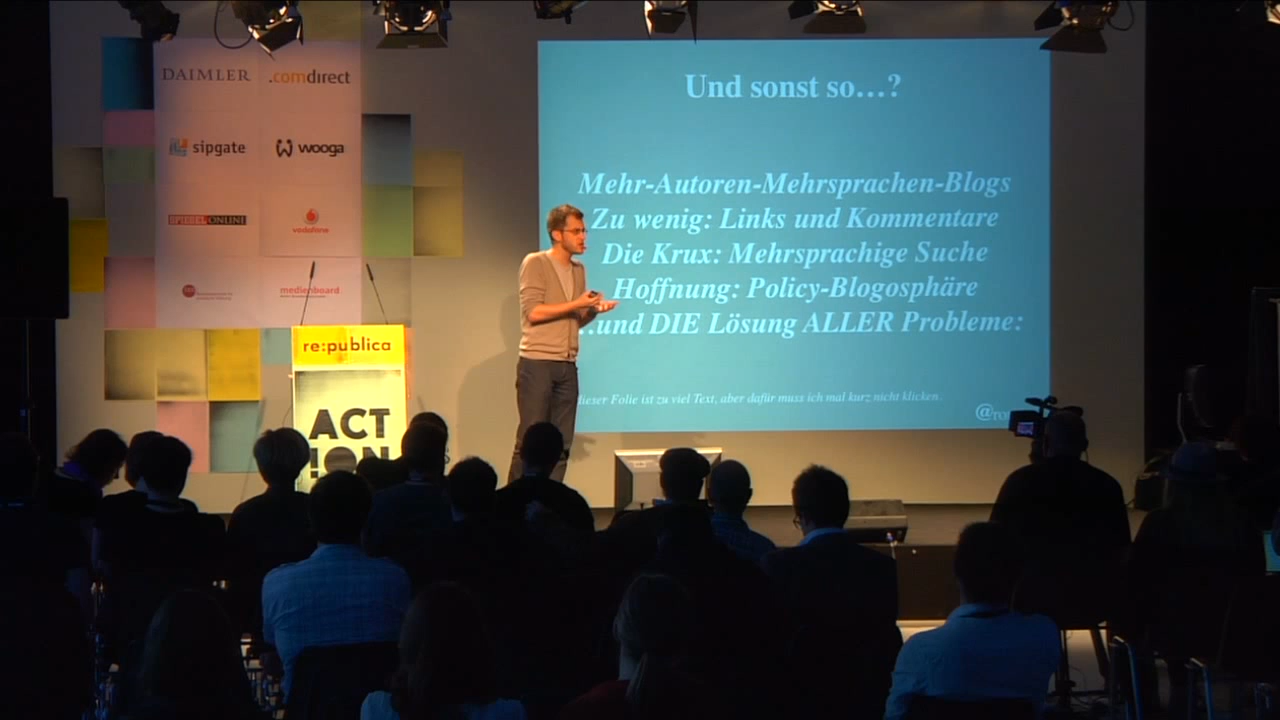 DAIMLER
.comdirect
sipgate
wooga
SPIEGEL ONLINE
vodafone
medienboard
re:publica
ACT
!ON
Und sonst so…?
Mehr-Autoren-Mehrsprachen-Blogs
Zu wenig: Links und Kommentare
Die Krux: Mehrsprachige Suche
Hoffnung: Policy-Blogosphäre
..und DIE Lösung ALLER Probleme:
dieser Folie ist zu viel Text, aber dafür muss ich mal kurz nicht klicken.